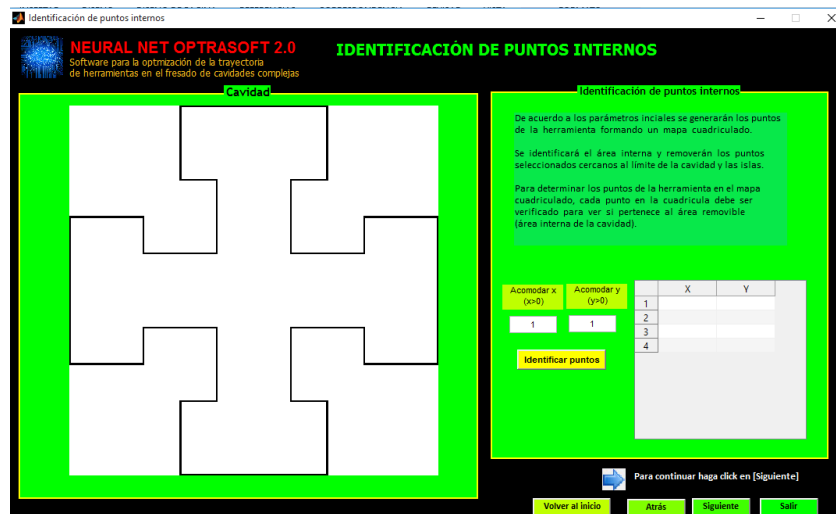 Identificación de puntos internos
NEURAL NET OPTRASOFT 2.0
Software para la optmización de la trayectoria
de herramientas en el fresado de cavidades complejas
IDENTIFICACIÓN DE PUNTOS INTERNOS
Cavidad
Identificación de puntos internos
De acuerdo a los parámetros inciales se generarán los puntos
de la herramienta formando un mapa cuadriculado.
Se identificará el área interna y removerán los puntos
seleccionados cercanos al límite de la cavidad y las islas.
Para determinar los puntos de la herramienta en el mapa
cuadriculado, cada punto en la cuadricula debe ser
verificado para ver si pertenece al área removible
(área interna de la cavidad).
Acomodar x
(x>0)
Acomodar y
(y>0)
1
1
Identificar puntos
X Y
1
2
3
4
Para continuar haga click en [Siguiente]
Volver al inicio
Atrás
Siguiente
Salir